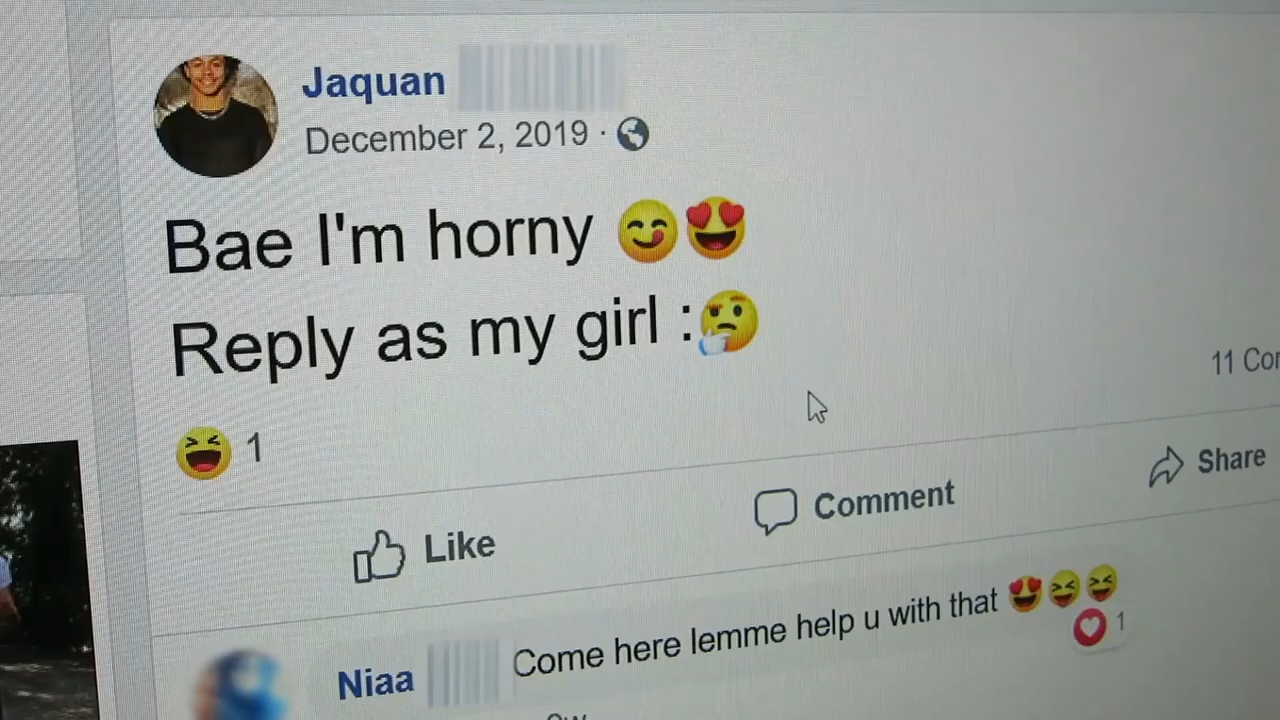 Jaquan
December 2, 2019 ·
Bae I'm horny 😋😍
Reply as my girl :🤔
😆 1
11
Like
Comment
Share
Niaa Come here lemme help u with that 😍😝😝
1